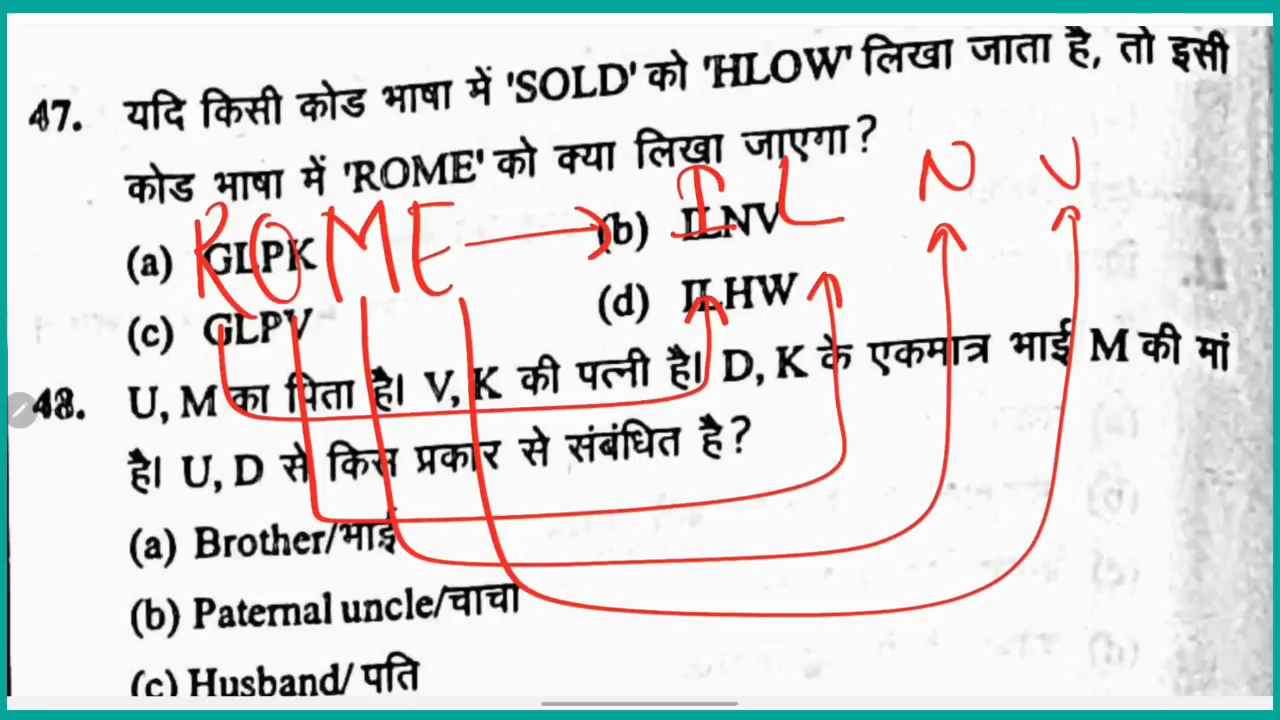 47. यदि किसी कोड भाषा में 'SOLD' को 'HLOW' लिखा जाता है, तो इसी
कोड भाषा में 'ROME' को क्या लिखा जाएगा?
ROME → I L N V
(a) GLPK (b) ILNV
(c) GLPV (d) ILHW
48. U, M का पिता है। V, K की पत्नी है। D, K के एकमात्र भाई M की मां
है। U, D से किस प्रकार से संबंधित है?
(a) Brother/भाई
(b) Paternal uncle/चाचा
(c) Husband/ पति